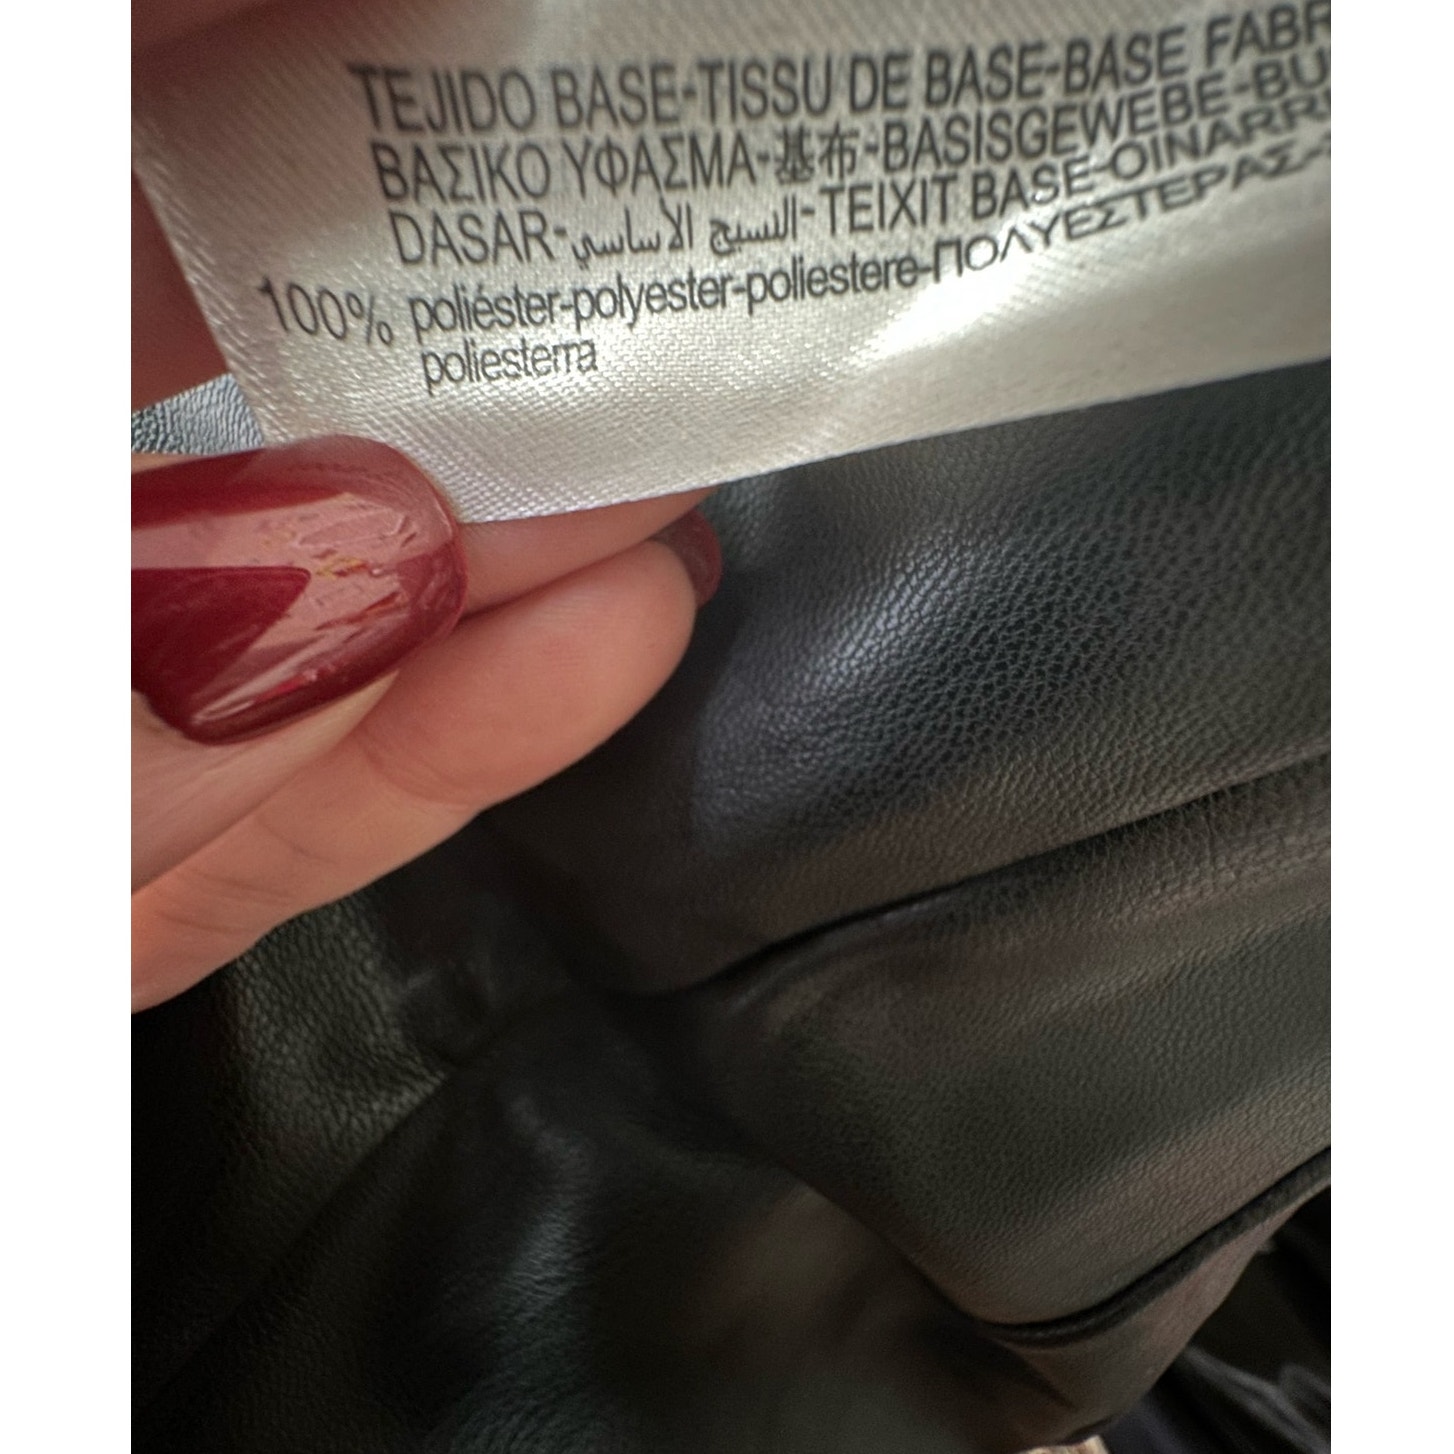 TEJIDO BASE-TISSU DE BASE-BASE FABR
ΒΑΣΙΚΟ ΥΦΑΣΜΑ-基布-BASISGEWEBE-BU
DASAR-النسيج الأساسي-TEIXIT BASE-OINARRI
100% poliéster-polyester-poliestere-ΠΟΛΥΕΣΤΕΡΑΣ-
poliesterra